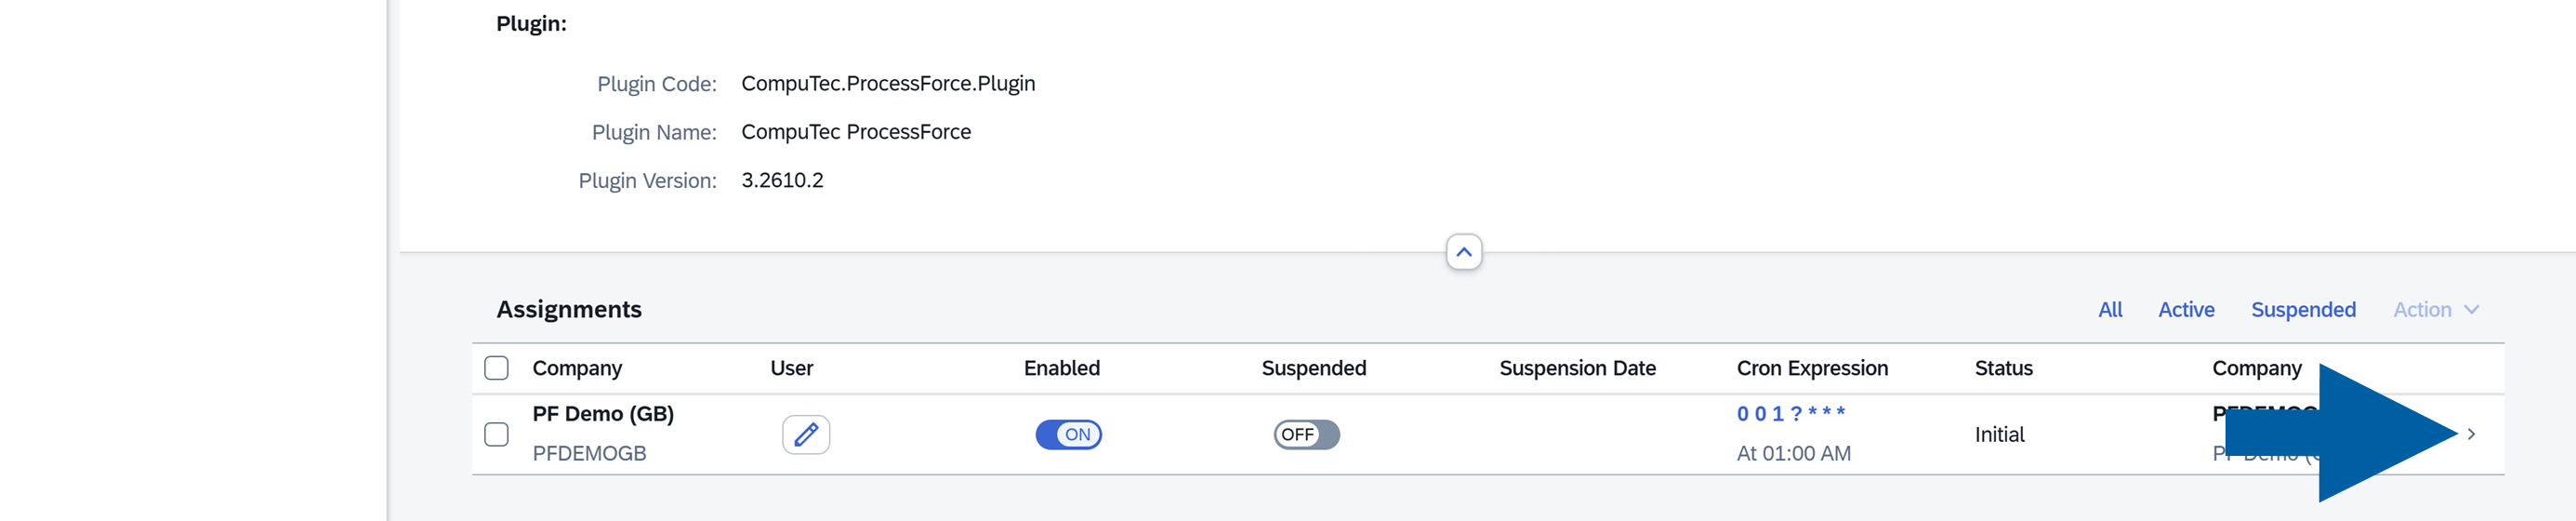 Plugin:
Plugin Code: CompuTec.ProcessForce.Plugin
Plugin Name: CompuTec ProcessForce
Plugin Version: 3.2610.2
Assignments All Active Suspended Action
Company User Enabled Suspended Suspension Date Cron Expression Status Company
PF Demo (GB) 0 0 1 ? * * *
ON OFF Initial
PFDEMOGB At 01:00 AM